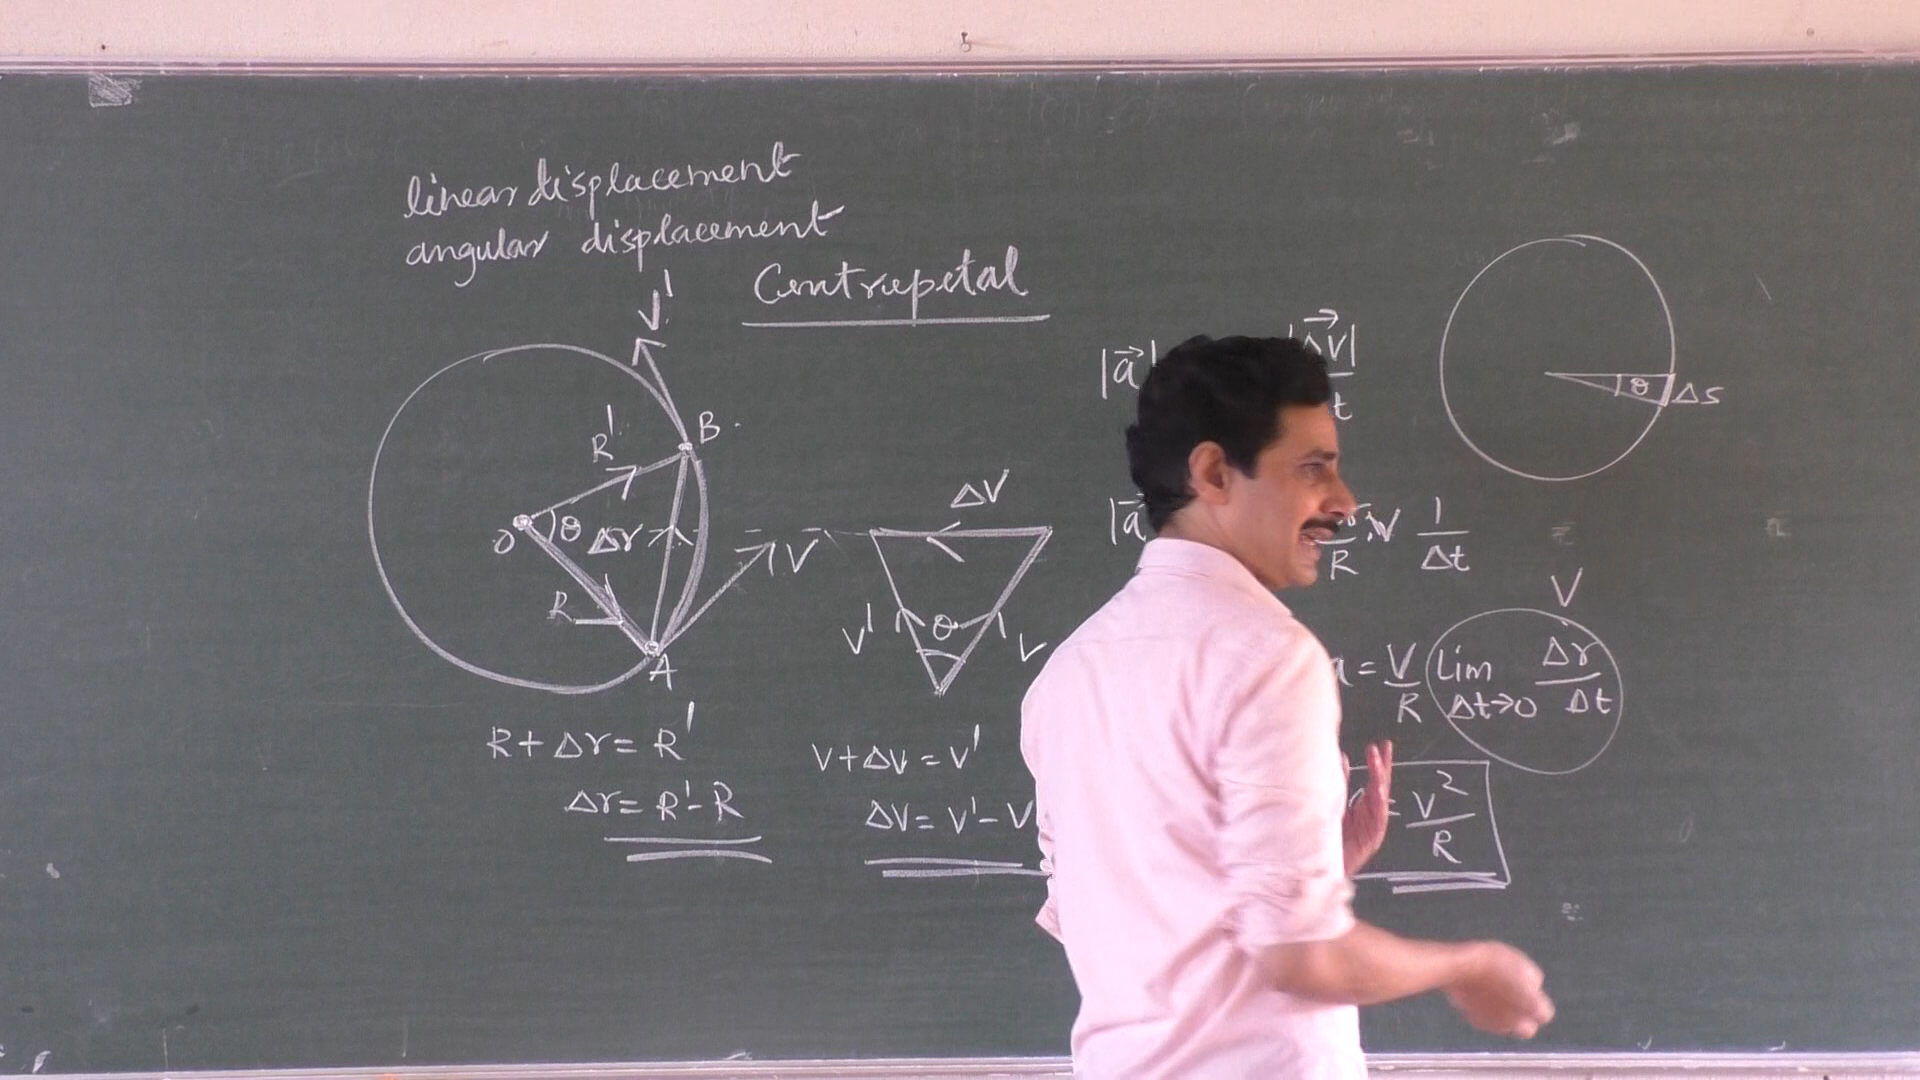 linear displacement
angular displacement
Centripetal
V'
B
R'
O
θ
Δr
R
A
V
R+Δr= R'
Δr= R'-R
ΔV
V'
θ
V
V+ΔV = V'
ΔV= V'-V
|a|
|ΔV|
t
θ
ΔS
|a
R
V
1
Δt
V
a = V/R Lim Δt→0 Δr/Δt
= V²/R